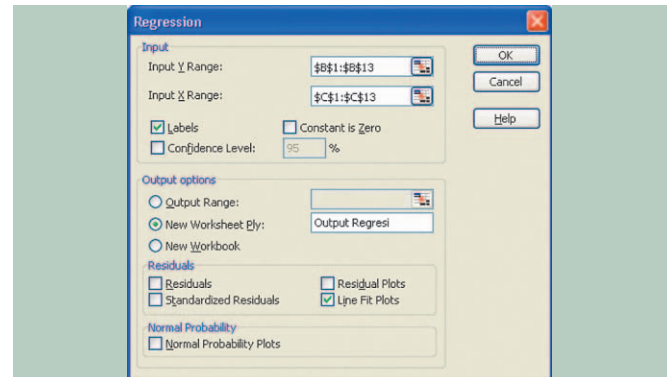 Regression
Input
Input Y Range:
$B$1:$B$13
Input X Range:
$C$1:$C$13
Labels
Constant is Zero
Confidence Level:
95
%
Output options
Output Range:
New Worksheet Ply:
Output Regresi
New Workbook
Residuals
Residuals
Residual Plots
Standardized Residuals
Line Fit Plots
Normal Probability
Normal Probability Plots
OK
Cancel
Help